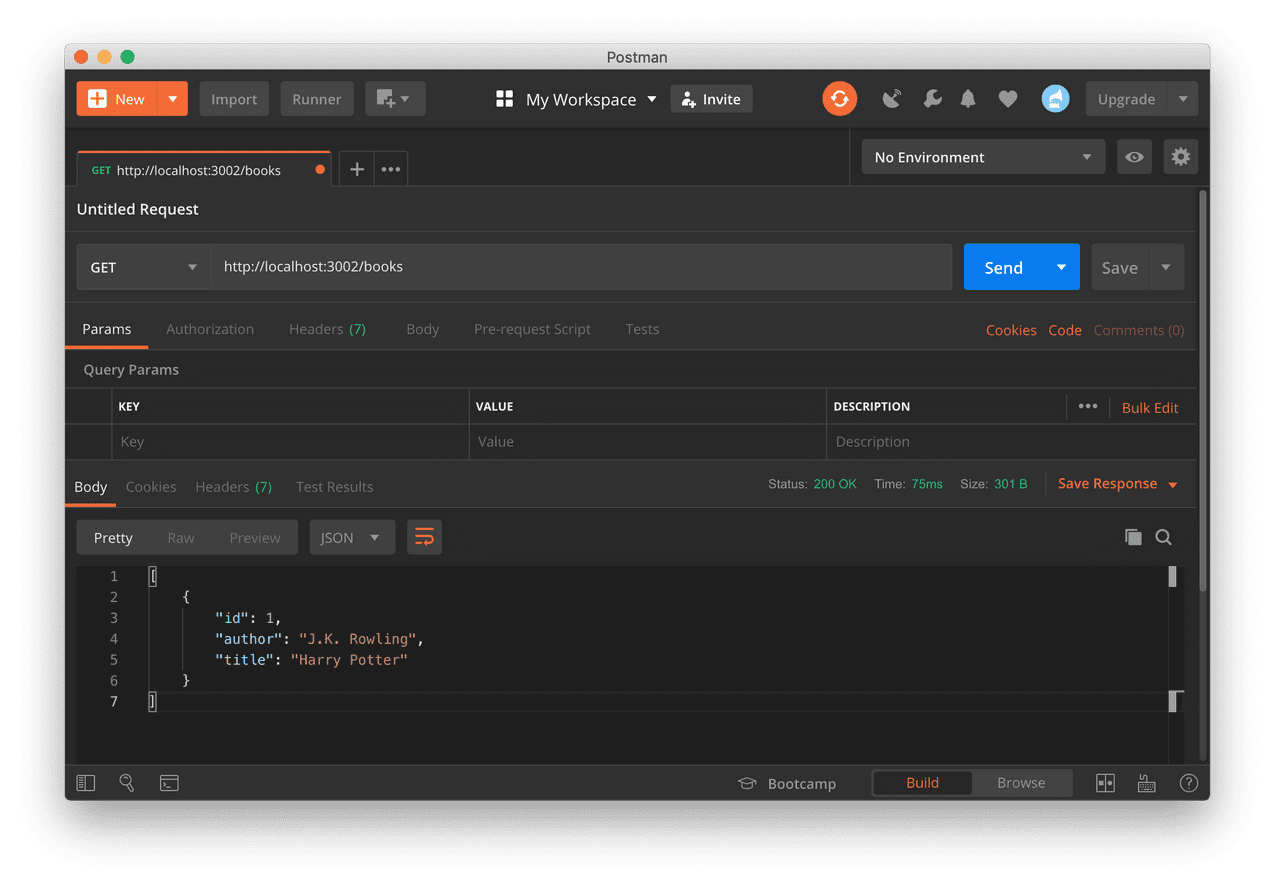 Postman
New Import Runner My Workspace Invite Upgrade
GET http://localhost:3002/books No Environment
Untitled Request
GET http://localhost:3002/books Send Save
Params Authorization Headers (7) Body Pre-request Script Tests Cookies Code Comments (0)
Query Params
KEY VALUE DESCRIPTION Bulk Edit
Key Value Description
Body Cookies Headers (7) Test Results Status: 200 OK Time: 75ms Size: 301 B Save Response
Pretty Raw Preview JSON
1 [
2 {
3 "id": 1,
4 "author": "J.K. Rowling",
5 "title": "Harry Potter"
6 }
7 ]
Bootcamp Build Browse